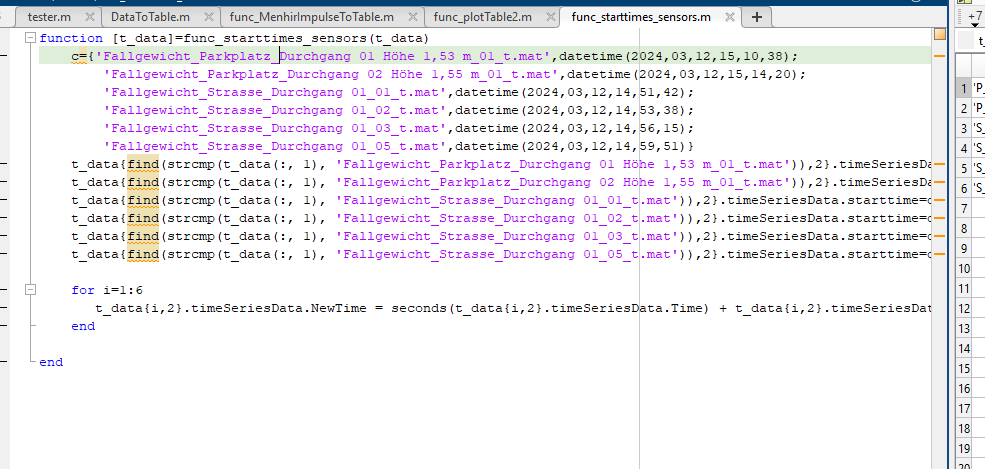 tester.m DataToTable.m func_MenhirImpulseToTable.m func_plotTable2.m func_starttimes_sensors.m +
+7
function [t_data]=func_starttimes_sensors(t_data)
c={'Fallgewicht_Parkplatz_Durchgang 01 Höhe 1,53 m_01_t.mat',datetime(2024,03,12,15,10,38);
'Fallgewicht_Parkplatz_Durchgang 02 Höhe 1,55 m_01_t.mat',datetime(2024,03,12,15,14,20);
'Fallgewicht_Strasse_Durchgang 01_01_t.mat',datetime(2024,03,12,14,51,42);
'Fallgewicht_Strasse_Durchgang 01_02_t.mat',datetime(2024,03,12,14,53,38);
'Fallgewicht_Strasse_Durchgang 01_03_t.mat',datetime(2024,03,12,14,56,15);
'Fallgewicht_Strasse_Durchgang 01_05_t.mat',datetime(2024,03,12,14,59,51)}
t_data{find(strcmp(t_data(:, 1), 'Fallgewicht_Parkplatz_Durchgang 01 Höhe 1,53 m_01_t.mat')),2}.timeSeriesDa
t_data{find(strcmp(t_data(:, 1), 'Fallgewicht_Parkplatz_Durchgang 02 Höhe 1,55 m_01_t.mat')),2}.timeSeriesDa
t_data{find(strcmp(t_data(:, 1), 'Fallgewicht_Strasse_Durchgang 01_01_t.mat')),2}.timeSeriesData.starttime=
t_data{find(strcmp(t_data(:, 1), 'Fallgewicht_Strasse_Durchgang 01_02_t.mat')),2}.timeSeriesData.starttime=
t_data{find(strcmp(t_data(:, 1), 'Fallgewicht_Strasse_Durchgang 01_03_t.mat')),2}.timeSeriesData.starttime=
t_data{find(strcmp(t_data(:, 1), 'Fallgewicht_Strasse_Durchgang 01_05_t.mat')),2}.timeSeriesData.starttime=
for i=1:6
t_data{i,2}.timeSeriesData.NewTime = seconds(t_data{i,2}.timeSeriesData.Time) + t_data{i,2}.timeSeriesDat
end
end
1 'P_
2 'P_
3 'S_
4 'S_
5 'S_
6 'S_
7
8
9
10
11
12
13
14
15
16
17
18
19
20